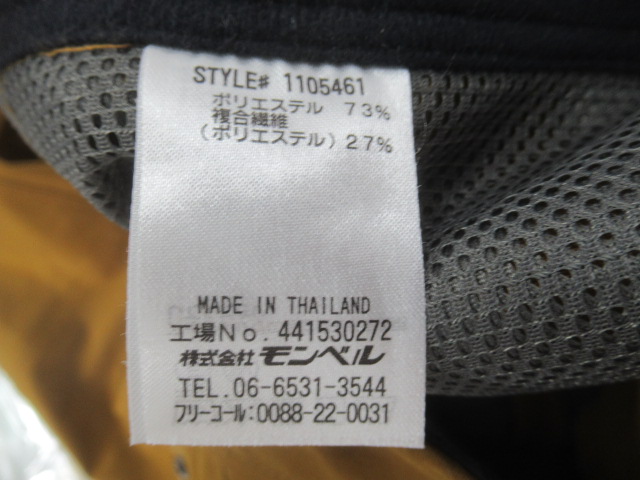 STYLE# 1105461
ポリエステル 73%
複合繊維
(ポリエステル) 27%
MADE IN THAILAND
工場No. 441530272
株式会社 モンベル
TEL. 06-6531-3544
フリーコール:0088-22-0031